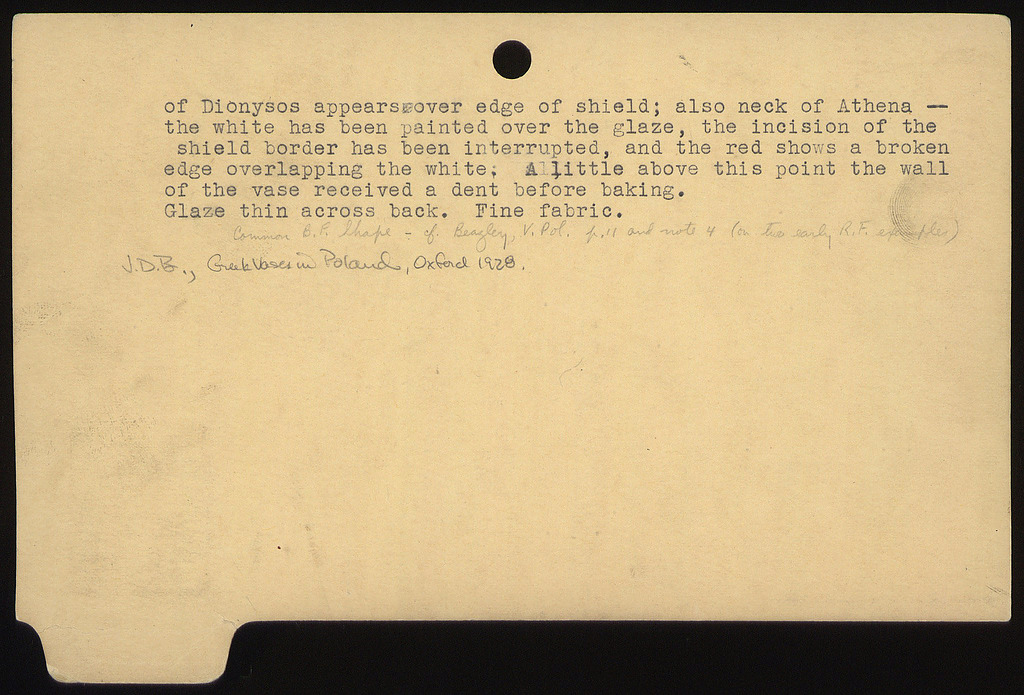 of Dionysos appears over edge of shield; also neck of Athena —
the white has been painted over the glaze, the incision of the
shield border has been interrupted, and the red shows a broken
edge overlapping the white; A little above this point the wall
of the vase received a dent before baking.
Glaze thin across back. Fine fabric.
Common B.F. shape - cf. Beazley, V. Pol. p. 11 and note 4 (on two early R.F. examples)
J.D.B., Greek Vases in Poland, Oxford 1928.